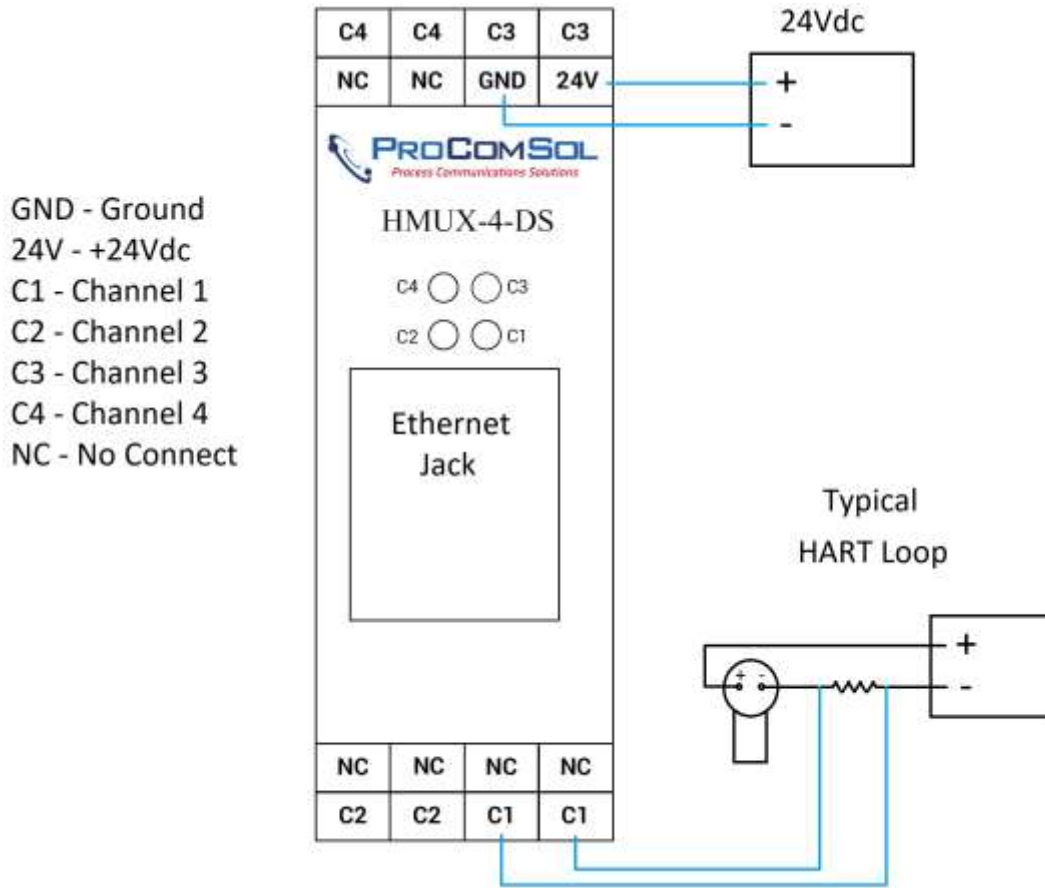 24Vdc
C4 C4 C3 C3
NC NC GND 24V
+
-
PROCOMSOL
Process Communications Solutions
HMUX-4-DS
GND - Ground
24V - +24Vdc
C1 - Channel 1
C2 - Channel 2
C3 - Channel 3
C4 - Channel 4
NC - No Connect
C4 C3
C2 C1
Ethernet
Jack
Typical
HART Loop
+
-
+ -
NC NC NC NC
C2 C2 C1 C1